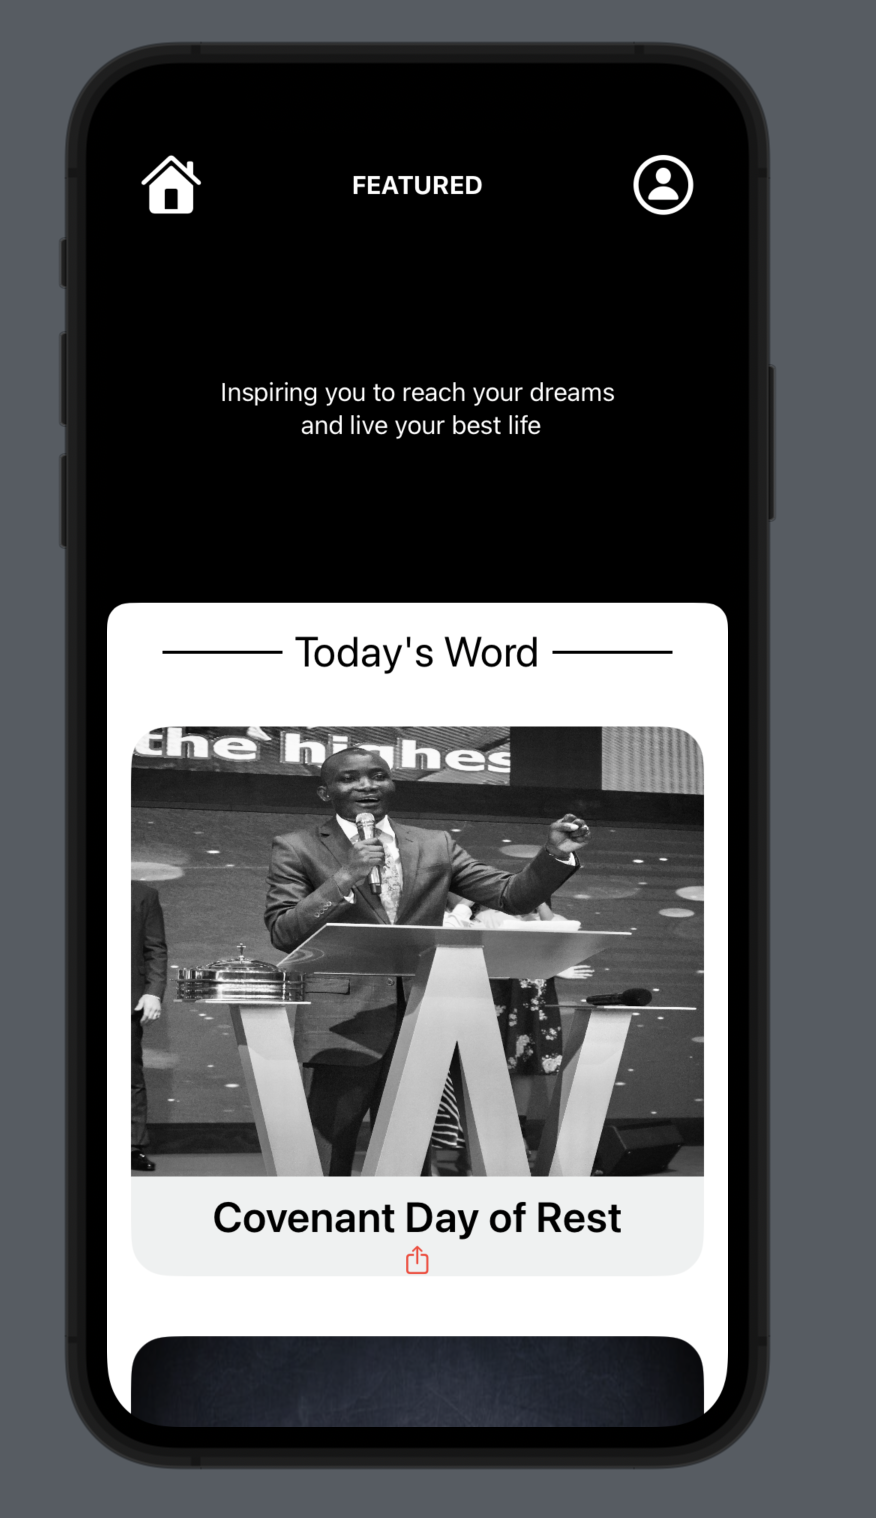 FEATURED
Inspiring you to reach your dreams
and live your best life
Today's Word
the highes
Covenant Day of Rest